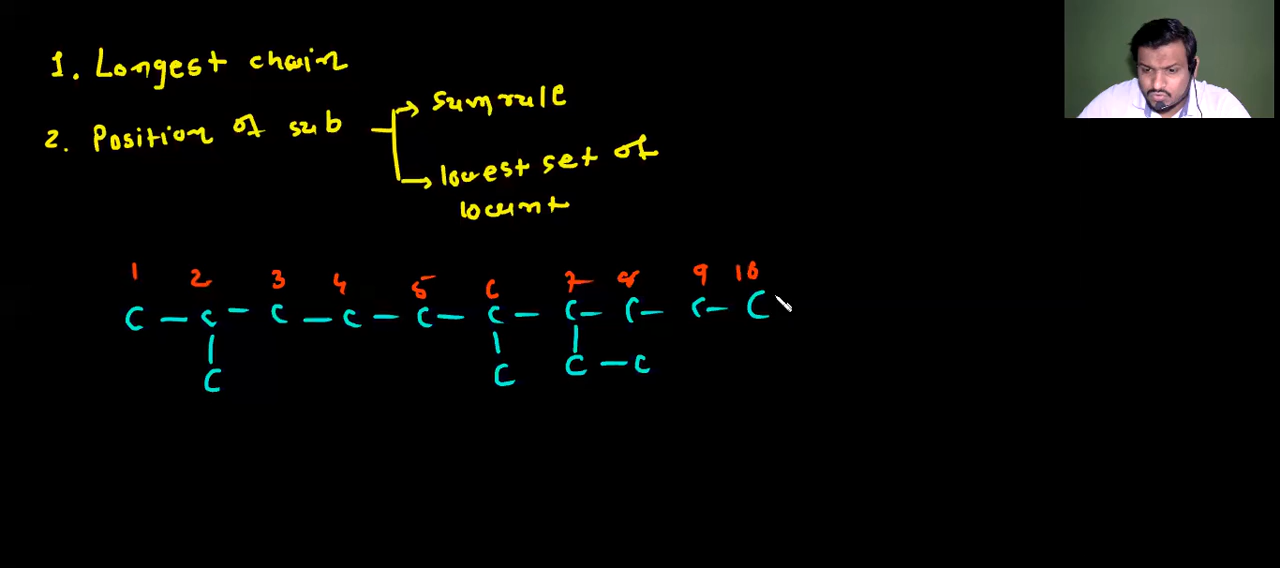 1. Longest chain
2. Position of sub
sum rule
lowest set of
locunt
1 2 3 4 5 6 7 8 9 10
C — C — C — C — C — C — C — C — C — C
C C C — C